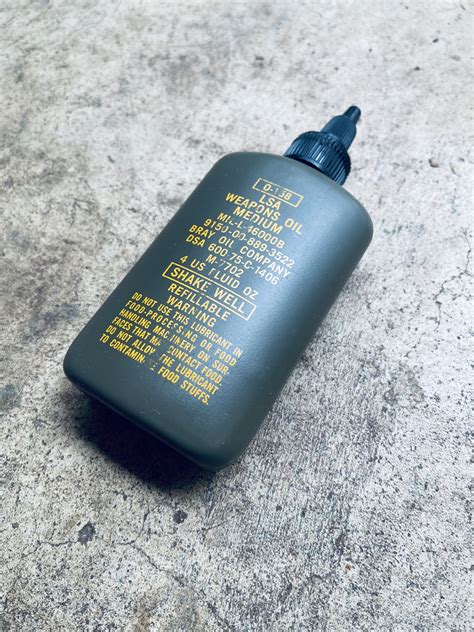 O-158
LSA
WEAPONS OIL
MEDIUM
MIL-L-46000B
9150-00-889-3522
BRAY OIL COMPANY
DSA 600-75-C-1406
M-7702
4 US FLUID OZ
SHAKE WELL
REFILLABLE
WARNING
DO NOT USE THIS LUBRICANT IN
FOOD-PROCESSING OR FOOD
HANDLING MACHINERY ON SUR-
FACES THAT MAY CONTACT FOOD.
DO NOT ALLOW THE LUBRICANT
TO CONTAMINATE FOOD STUFFS.